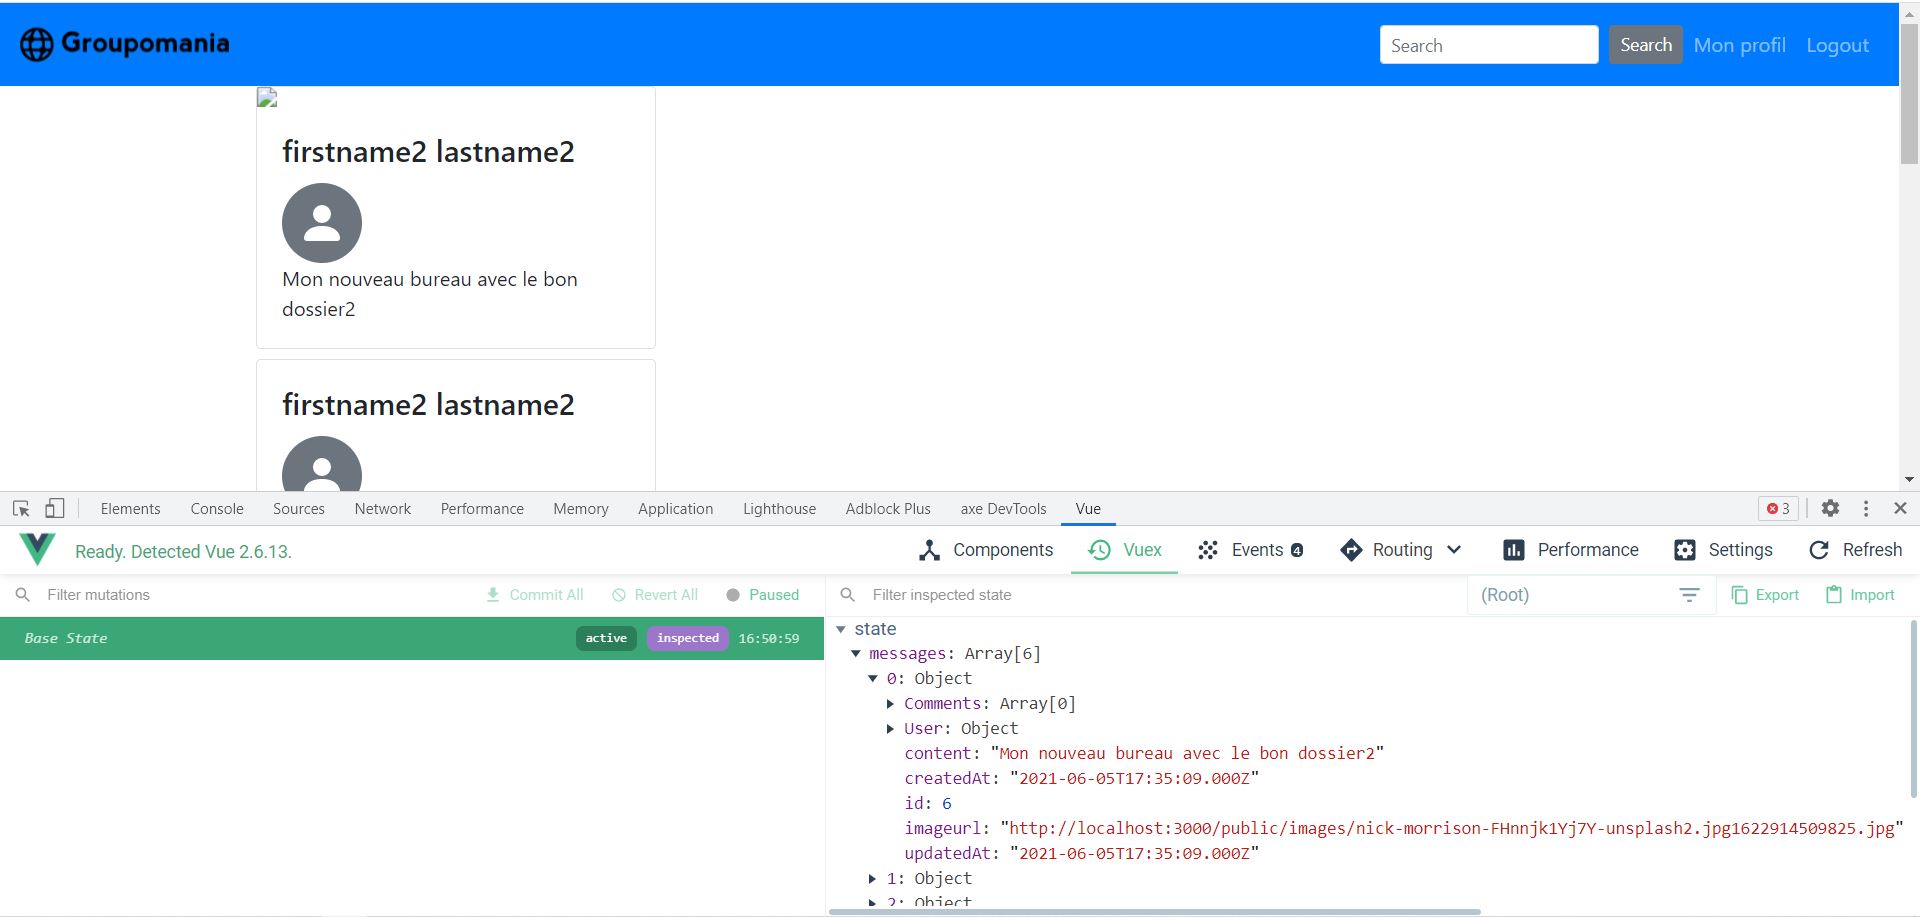 Groupomania
Search Search Mon profil Logout
firstname2 lastname2
Mon nouveau bureau avec le bon
dossier2
firstname2 lastname2
Elements Console Sources Network Performance Memory Application Lighthouse Adblock Plus axe DevTools Vue 3
Ready. Detected Vue 2.6.13. Components Vuex Events 4 Routing Performance Settings Refresh
Filter mutations Commit All Revert All Paused Filter inspected state (Root) Export Import
Base State active inspected 16:50:59
state
messages: Array[6]
0: Object
Comments: Array[0]
User: Object
content: "Mon nouveau bureau avec le bon dossier2"
createdAt: "2021-06-05T17:35:09.000Z"
id: 6
imageurl: "http://localhost:3000/public/images/nick-morrison-FHnnjk1Yj7Y-unsplash2.jpg1622914509825.jpg"
updatedAt: "2021-06-05T17:35:09.000Z"
1: Object
2: Object